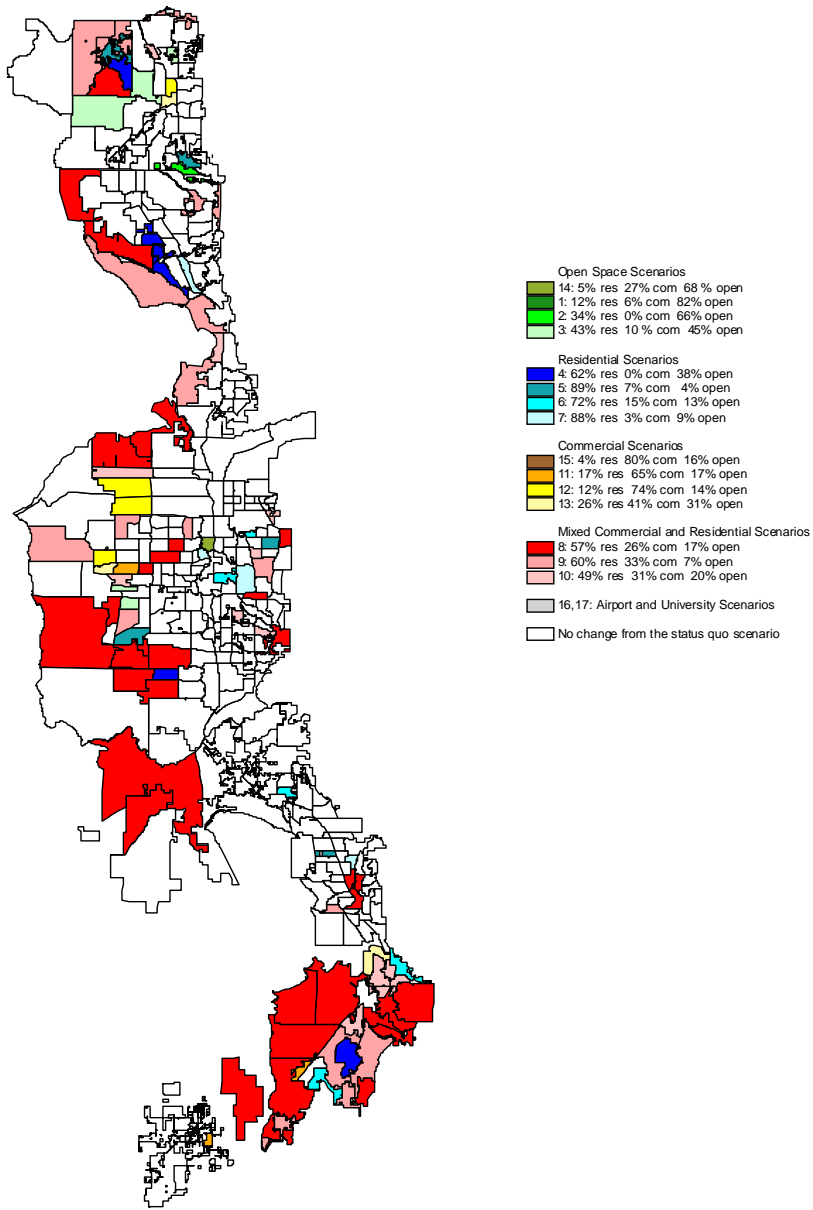 Open Space Scenarios
14: 5% res 27% com 68 % open
1: 12% res 6% com 82% open
2: 34% res 0% com 66% open
3: 43% res 10 % com 45% open
Residential Scenarios
4: 62% res 0% com 38% open
5: 89% res 7% com 4% open
6: 72% res 15% com 13% open
7: 88% res 3% com 9% open
Commercial Scenarios
15: 4% res 80% com 16% open
11: 17% res 65% com 17% open
12: 12% res 74% com 14% open
13: 26% res 41% com 31% open
Mixed Commercial and Residential Scenarios
8: 57% res 26% com 17% open
9: 60% res 33% com 7% open
10: 49% res 31% com 20% open
16,17: Airport and University Scenarios
No change from the status quo scenario